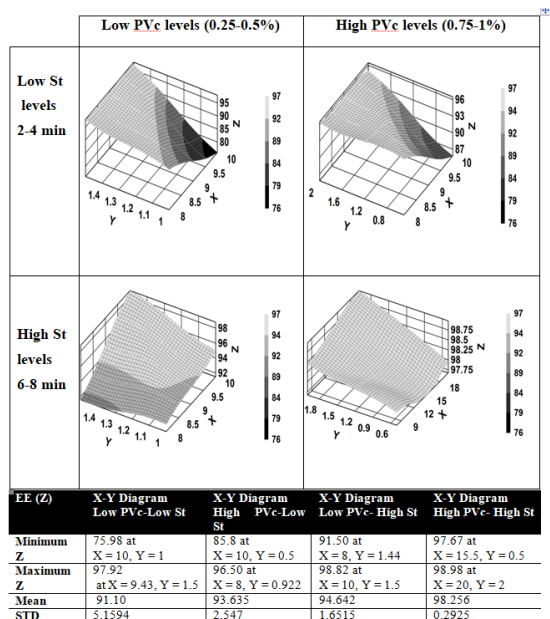 Low PVc levels (0.25-0.5%)
High PVc levels (0.75-1%)
Low St
levels
2-4 min
95
90
85
80
Z
10
9.5
9
8.5
8
X
1.4 1.3 1.2 1.1 1
Y
97
94
92
89
84
79
76
96
93
90
87
Z
10
9.5
9
8.5
8
X
2 1.6 1.2 0.8
Y
97
94
92
89
84
79
76
High St
levels
6-8 min
98
96
94
92
Z
10
9.5
9
8.5
8
X
1.4 1.3 1.2 1.1 1
Y
97
94
92
89
84
79
76
98.75
98.5
98.25
98
97.75
Z
18
15
12
9
X
1.8 1.5 1.2 0.9 0.6
Y
97
94
92
89
84
79
76
EE (Z)
X-Y Diagram
Low PVc-Low St
X-Y Diagram
High PVc-Low
St
X-Y Diagram
Low PVc- High St
X-Y Diagram
High PVc- High St
Minimum
Z
75.98 at
X = 10, Y = 1
85.8 at
X = 10, Y = 0.5
91.50 at
X = 8, Y = 1.44
97.67 at
X = 15.5, Y = 0.5
Maximum
Z
97.92
at X = 9.43, Y = 1.5
96.50 at
X = 8, Y = 0.922
98.82 at
X = 10, Y = 1.5
98.98 at
X = 20, Y = 2
Mean
91.10
93.635
94.642
98.256
STD
5.1594
2.547
1.6515
0.2925